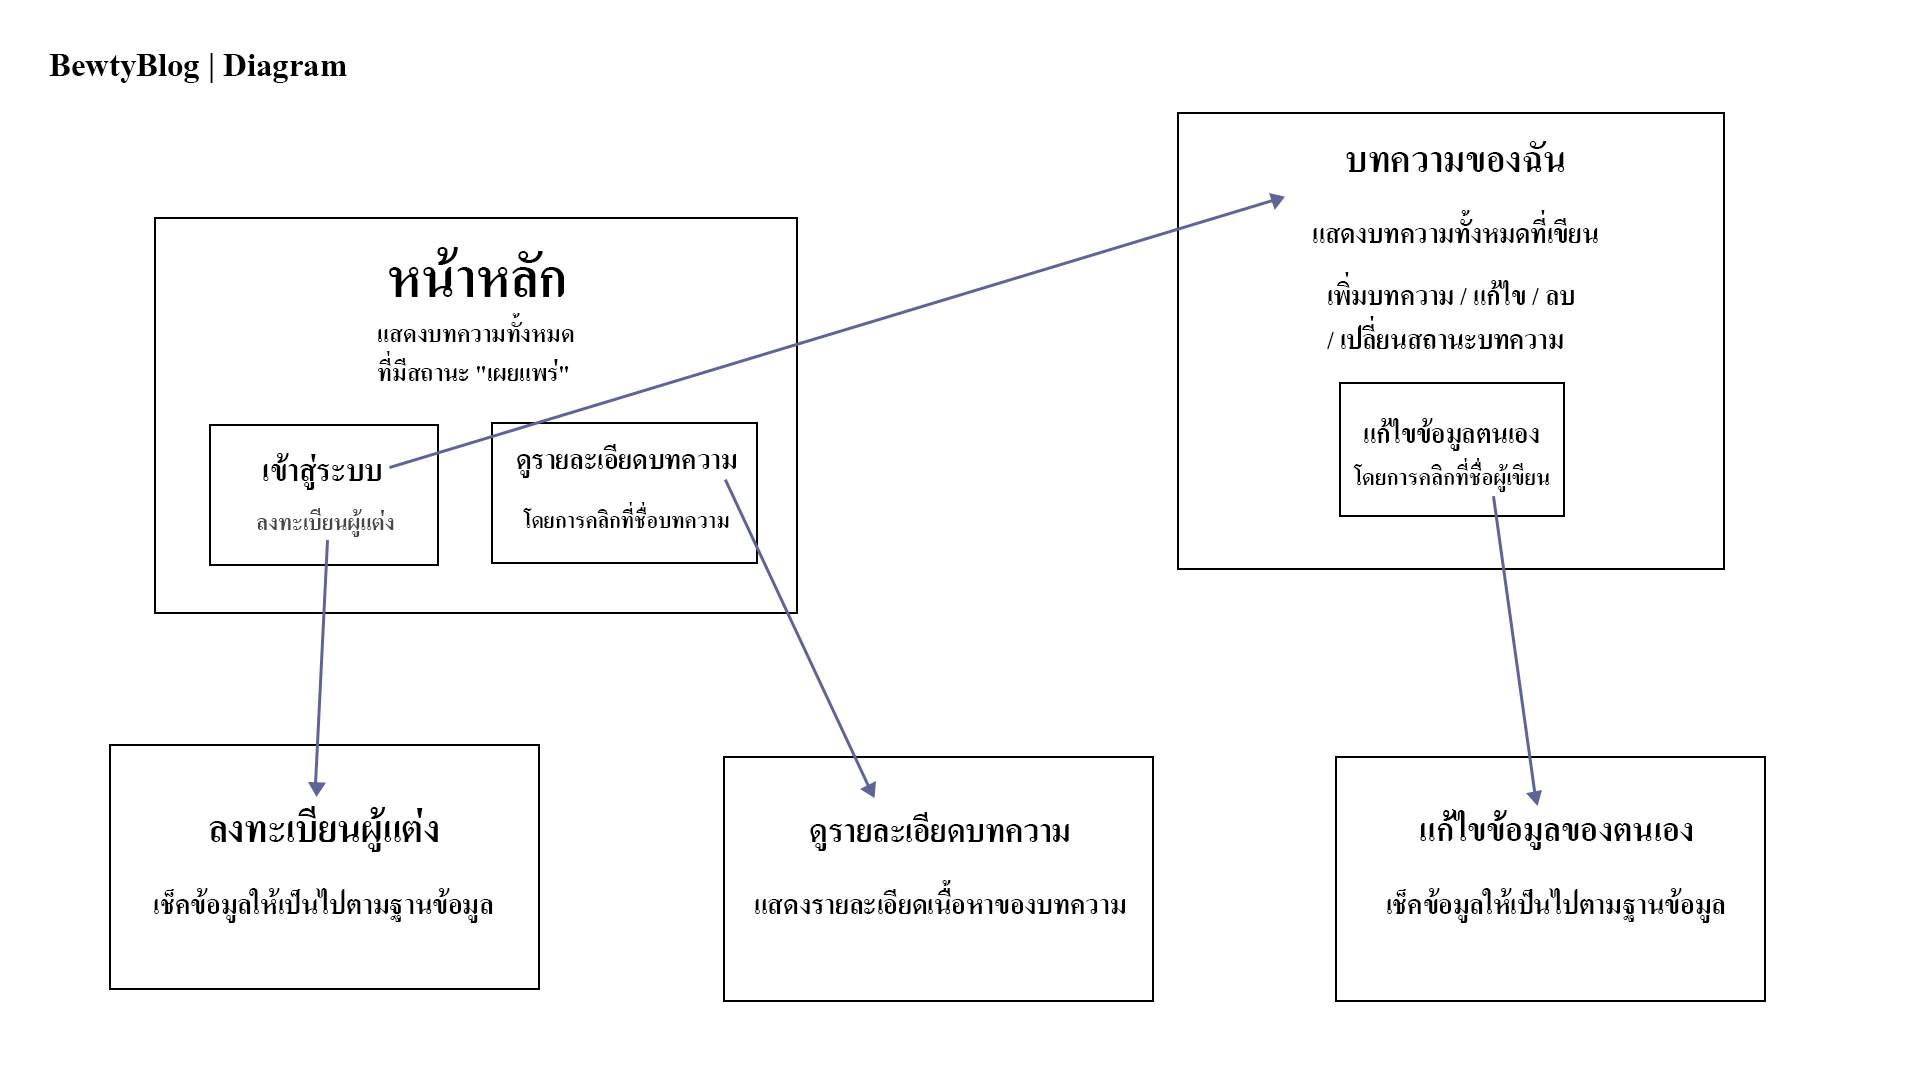 BewtyBlog | Diagram
หน้าหลัก
แสดงบทความทั้งหมด
ที่มีสถานะ "เผยแพร่"
เข้าสู่ระบบ
ลงทะเบียนผู้แต่ง
ดูรายละเอียดบทความ
โดยการคลิกที่ชื่อบทความ
บทความของฉัน
แสดงบทความทั้งหมดที่เขียน
เพิ่มบทความ / แก้ไข / ลบ
/ เปลี่ยนสถานะบทความ
แก้ไขข้อมูลตนเอง
โดยการคลิกที่ชื่อผู้เขียน
ลงทะเบียนผู้แต่ง
เช็คข้อมูลให้เป็นไปตามฐานข้อมูล
ดูรายละเอียดบทความ
แสดงรายละเอียดเนื้อหาของบทความ
แก้ไขข้อมูลของตนเอง
เช็คข้อมูลให้เป็นไปตามฐานข้อมูล